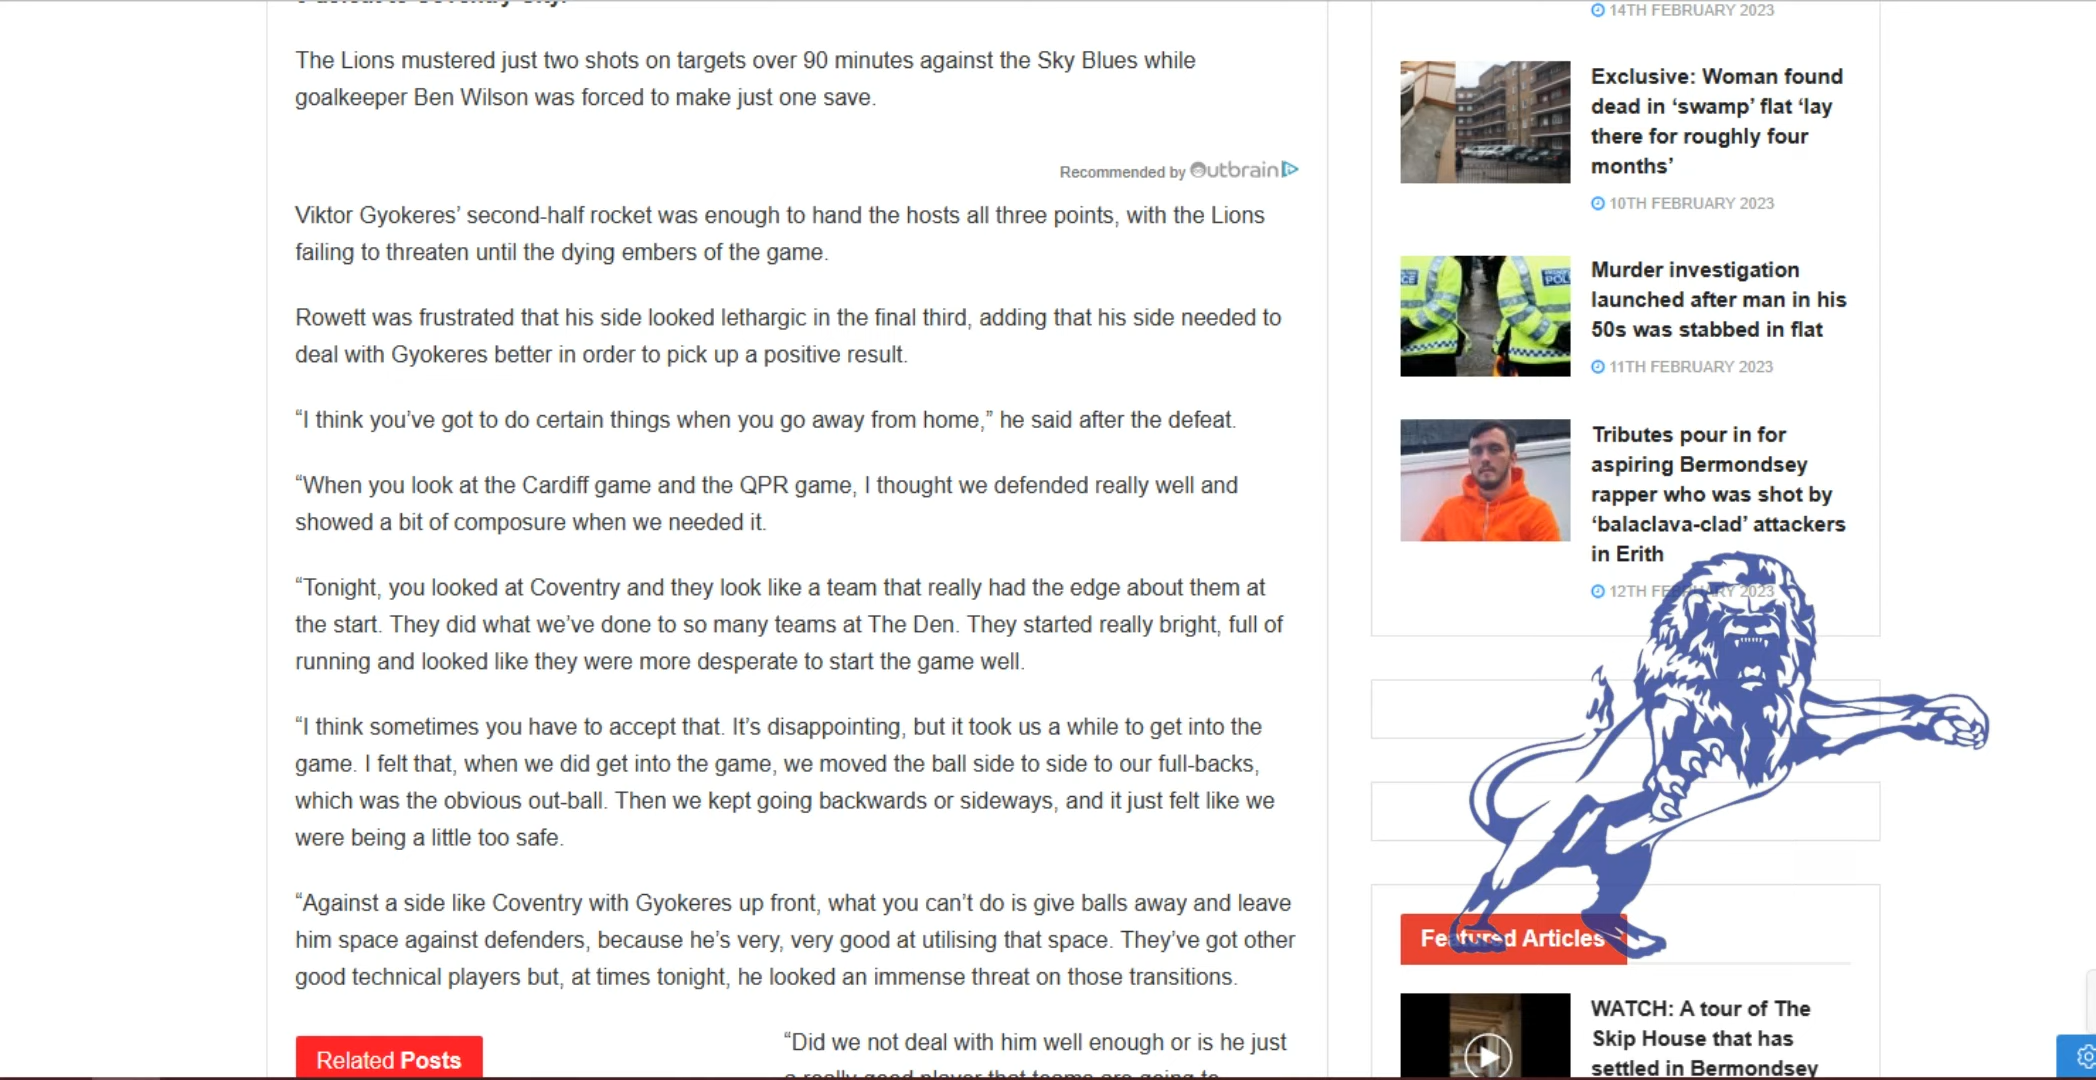 The Lions mustered just two shots on targets over 90 minutes against the Sky Blues while
goalkeeper Ben Wilson was forced to make just one save.
Recommended by Outbrain
Viktor Gyokeres’ second-half rocket was enough to hand the hosts all three points, with the Lions
failing to threaten until the dying embers of the game.
Rowett was frustrated that his side looked lethargic in the final third, adding that his side needed to
deal with Gyokeres better in order to pick up a positive result.
“I think you’ve got to do certain things when you go away from home,” he said after the defeat.
“When you look at the Cardiff game and the QPR game, I thought we defended really well and
showed a bit of composure when we needed it.
“Tonight, you looked at Coventry and they look like a team that really had the edge about them at
the start. They did what we’ve done to so many teams at The Den. They started really bright, full of
running and looked like they were more desperate to start the game well.
“I think sometimes you have to accept that. It’s disappointing, but it took us a while to get into the
game. I felt that, when we did get into the game, we moved the ball side to side to our full-backs,
which was the obvious out-ball. Then we kept going backwards or sideways, and it just felt like we
were being a little too safe.
“Against a side like Coventry with Gyokeres up front, what you can’t do is give balls away and leave
him space against defenders, because he’s very, very good at utilising that space. They’ve got other
good technical players but, at times tonight, he looked an immense threat on those transitions.
Related Posts
“Did we not deal with him well enough or is he just
14TH FEBRUARY 2023
Exclusive: Woman found
dead in ‘swamp’ flat ‘lay
there for roughly four
months’
10TH FEBRUARY 2023
Murder investigation
launched after man in his
50s was stabbed in flat
11TH FEBRUARY 2023
Tributes pour in for
aspiring Bermondsey
rapper who was shot by
‘balaclava-clad’ attackers
in Erith
12TH FEBRUARY 2023
Featured Articles
WATCH: A tour of The
Skip House that has
settled in Bermondsey